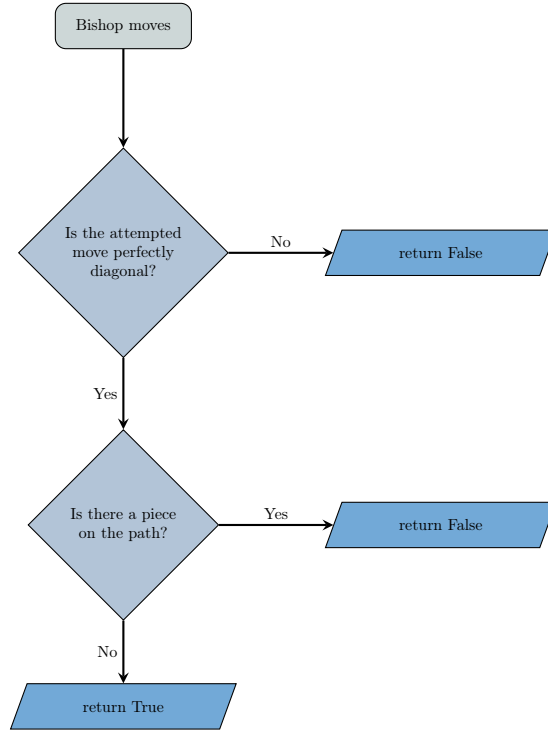 Bishop moves
Is the attempted
move perfectly
diagonal?
No
return False
Yes
Is there a piece
on the path?
Yes
return False
No
return True